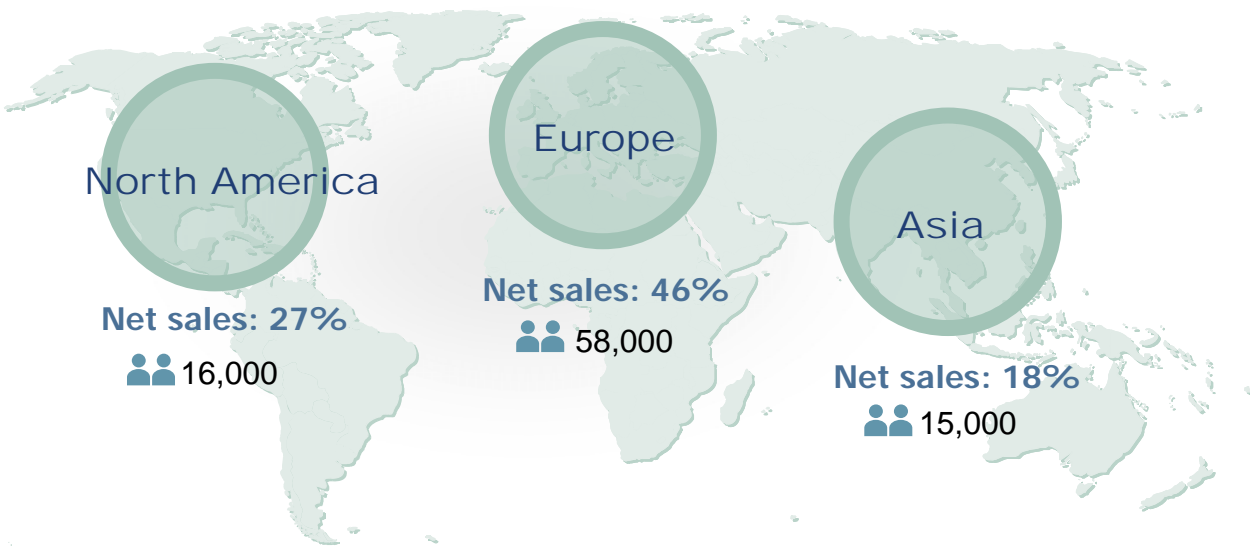 North America
Net sales: 27%
16,000
Europe
Net sales: 46%
58,000
Asia
Net sales: 18%
15,000